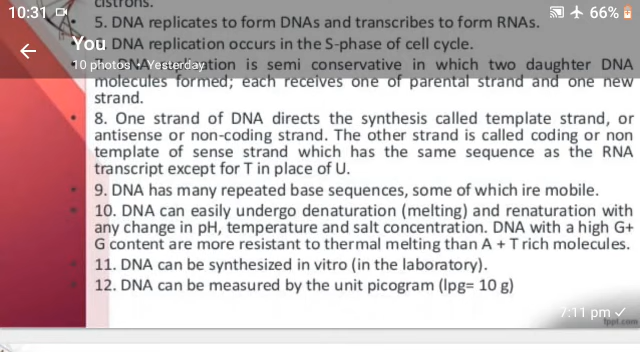 cistrons.
10:31 66%
5. DNA replicates to form DNAs and transcribes to form RNAs.
You
DNA replication occurs in the S-phase of cell cycle.
10 photos Yesterday
is semi conservative in which two daughter DNA
molecules formed; each receives one of parental strand and one new
strand.
8. One strand of DNA directs the synthesis called template strand, or
antisense or non-coding strand. The other strand is called coding or non
template of sense strand which has the same sequence as the RNA
transcript except for T in place of U.
9. DNA has many repeated base sequences, some of which ire mobile.
10. DNA can easily undergo denaturation (melting) and renaturation with
any change in pH, temperature and salt concentration. DNA with a high G+
G content are more resistant to thermal melting than A + T rich molecules.
11. DNA can be synthesized in vitro (in the laboratory).
12. DNA can be measured by the unit picogram (lpg= 10 g)
7:11 pm
fppt.com